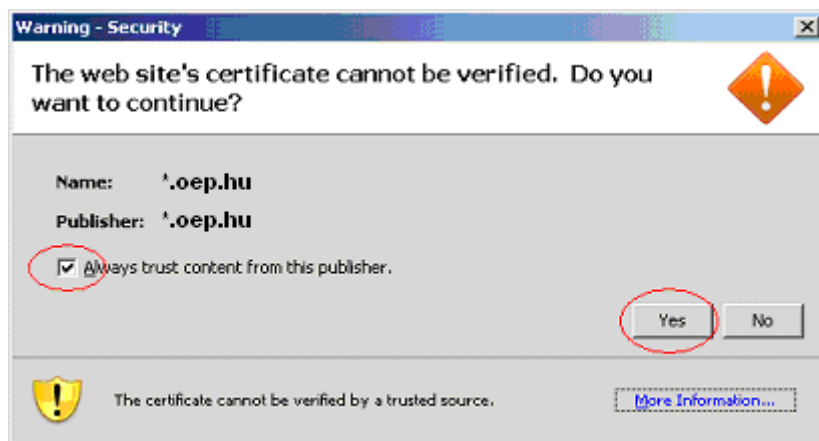 Warning - Security
The web site's certificate cannot be verified. Do you
want to continue?
Name: *.oep.hu
Publisher: *.oep.hu
Always trust content from this publisher.
Yes No
The certificate cannot be verified by a trusted source. More Information...